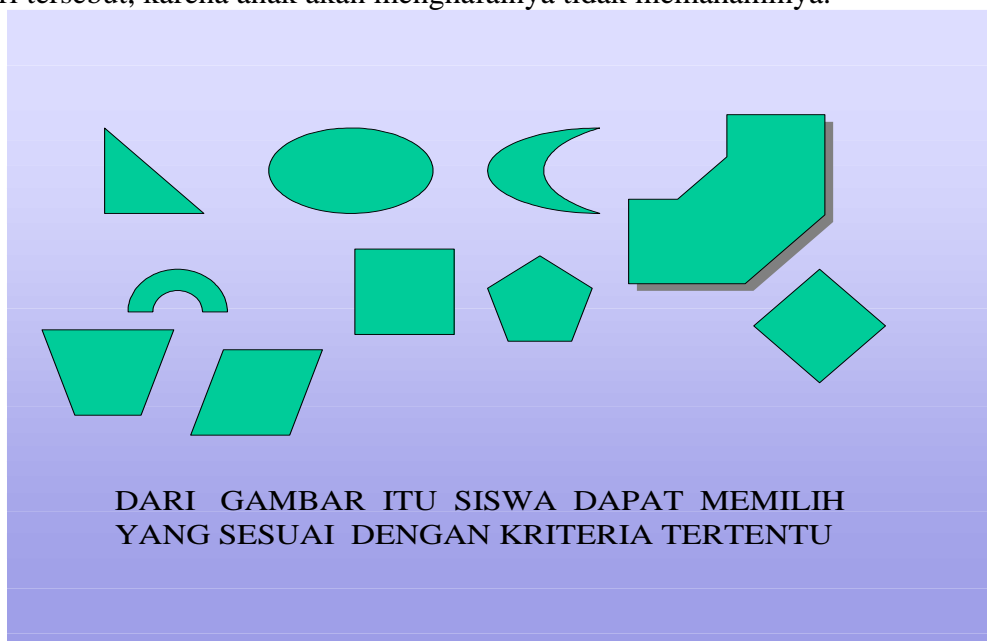 tersebut, karena anak akan menghafalnya tidak memahaminya.
DARI GAMBAR ITU SISWA DAPAT MEMILIH
YANG SESUAI DENGAN KRITERIA TERTENTU